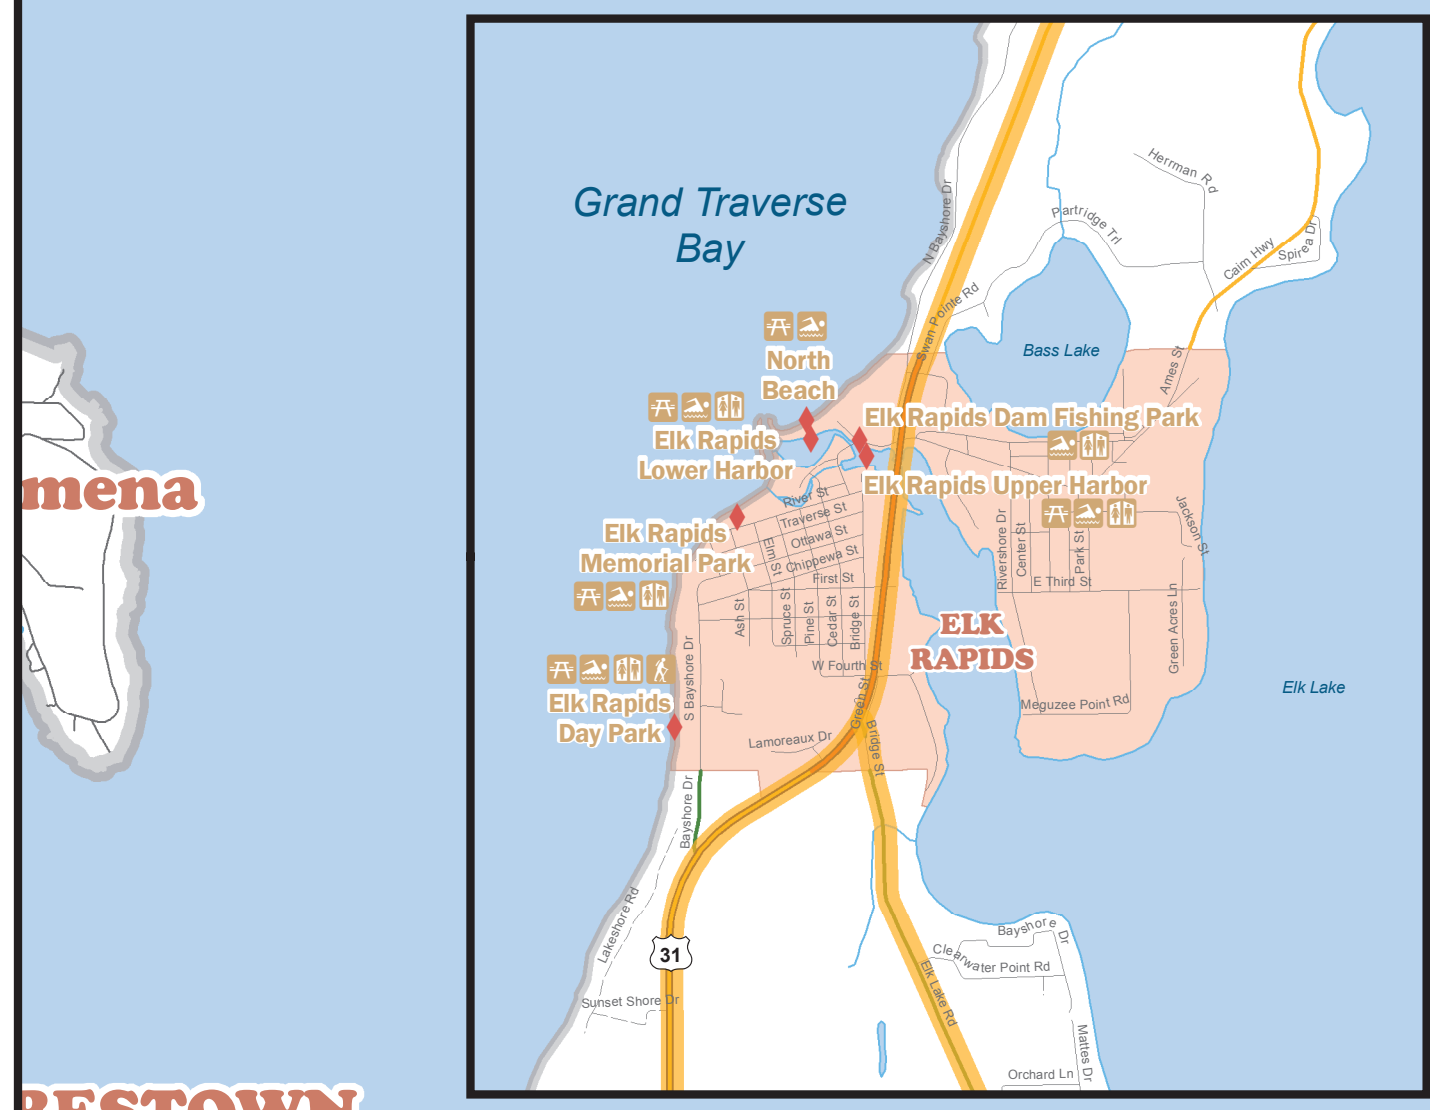 Grand Traverse
Bay
N Bayshore Dr
Herrman Rd
Partridge Trl
Caim Hwy
Spirea Dr
Swan Pointe Rd
Bass Lake
Ames St
North
Beach
Elk Rapids
Lower Harbor
Elk Rapids Dam Fishing Park
Elk Rapids Upper Harbor
mena
Elk Rapids
Memorial Park
River St
Traverse St
Ottawa St
Chippewa St
First St
Elm St
Ash St
Spruce St
Pine St
Cedar St
Bridge St
W Fourth St
Rivershore Dr
Center St
Park St
E Third St
Jackson St
Green Acres Ln
Meguzee Point Rd
ELK
RAPIDS
Elk Lake
S Bayshore Dr
Elk Rapids
Day Park
Lamoreaux Dr
Green St
Bridge St
Bayshore Dr
Lakeshore Rd
31
Sunset Shore Dr
Bayshore Dr
Clearwater Point Rd
Elk Lake Rd
Mattes Dr
Orchard Ln
RESTOWN